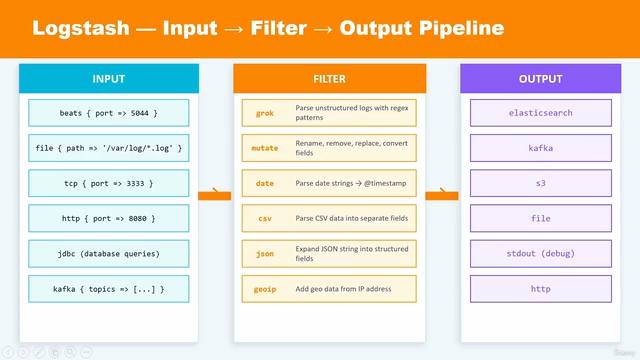 Logstash — Input → Filter → Output Pipeline
INPUT
beats { port => 5044 }
file { path => '/var/log/*.log' }
tcp { port => 3333 }
http { port => 8080 }
jdbc (database queries)
kafka { topics => [...] }
FILTER
grok
Parse unstructured logs with regex
patterns
mutate
Rename, remove, replace, convert
fields
date
Parse date strings → @timestamp
csv
Parse CSV data into separate fields
json
Expand JSON string into structured
fields
geoip
Add geo data from IP address
OUTPUT
elasticsearch
kafka
s3
file
stdout (debug)
http